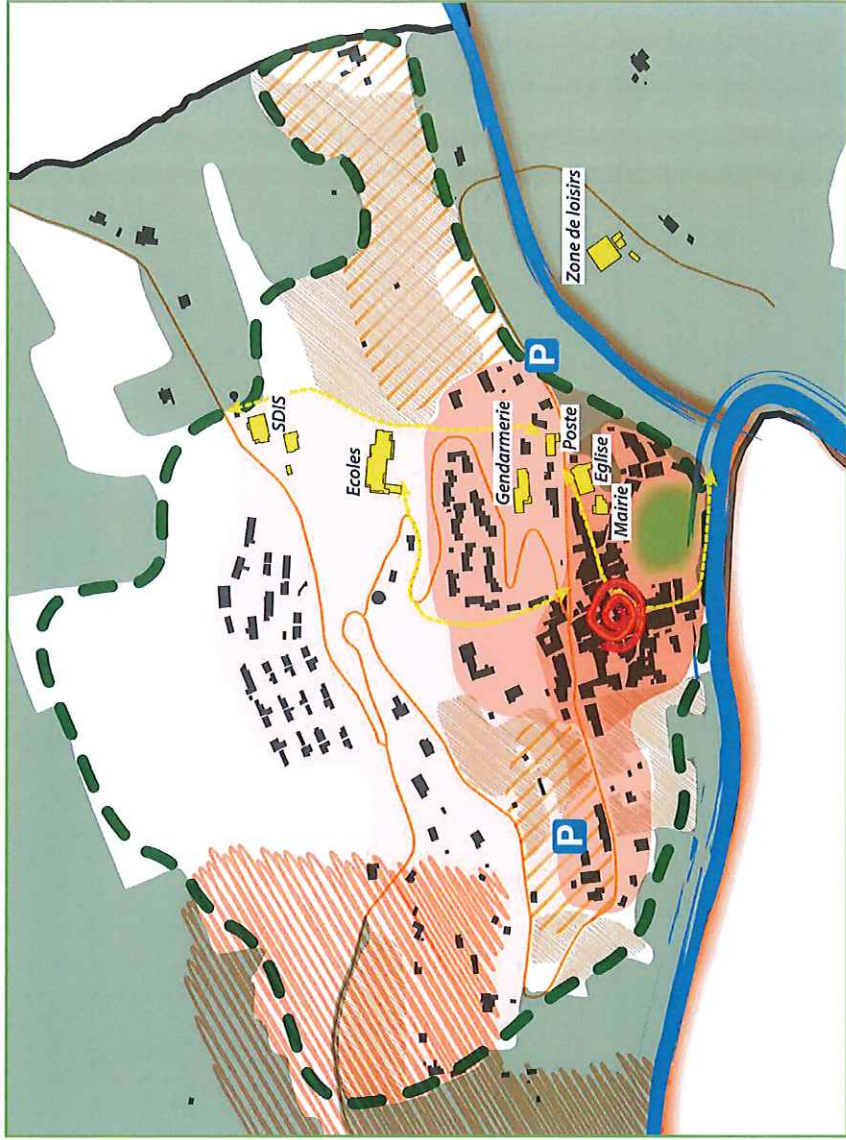 SDIS
Ecoles
Gendarmerie
Poste
Eglise
Mairie
Zone de loisirs
P
P